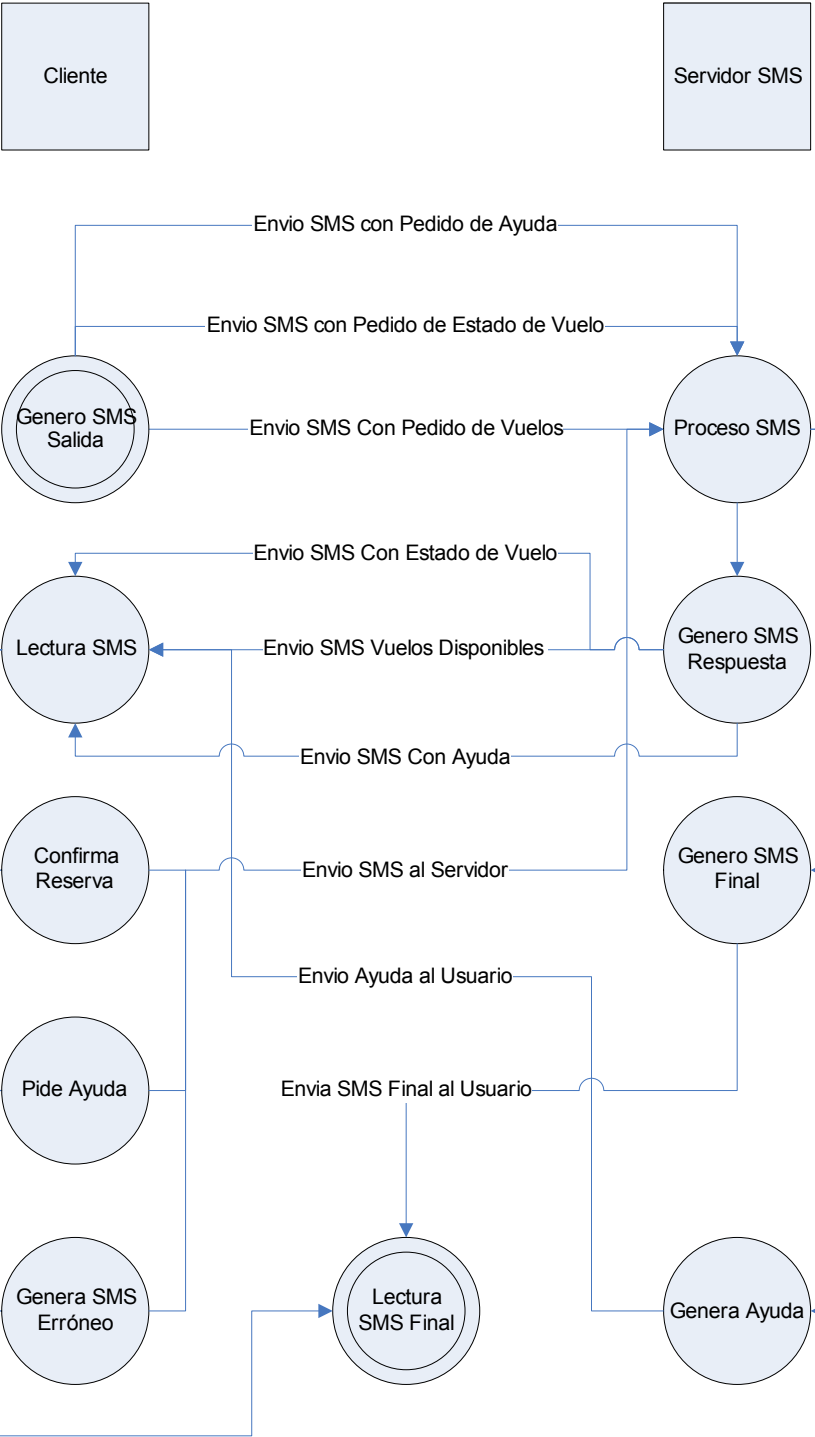 Cliente
Servidor SMS
Envio SMS con Pedido de Ayuda
Envio SMS con Pedido de Estado de Vuelo
Genero SMS
Salida
Envio SMS Con Pedido de Vuelos
Proceso SMS
Envio SMS Con Estado de Vuelo
Lectura SMS
Envio SMS Vuelos Disponibles
Genero SMS
Respuesta
Envio SMS Con Ayuda
Confirma
Reserva
Envio SMS al Servidor
Genero SMS
Final
Envio Ayuda al Usuario
Pide Ayuda
Envia SMS Final al Usuario
Genera SMS
Erróneo
Lectura
SMS Final
Genera Ayuda